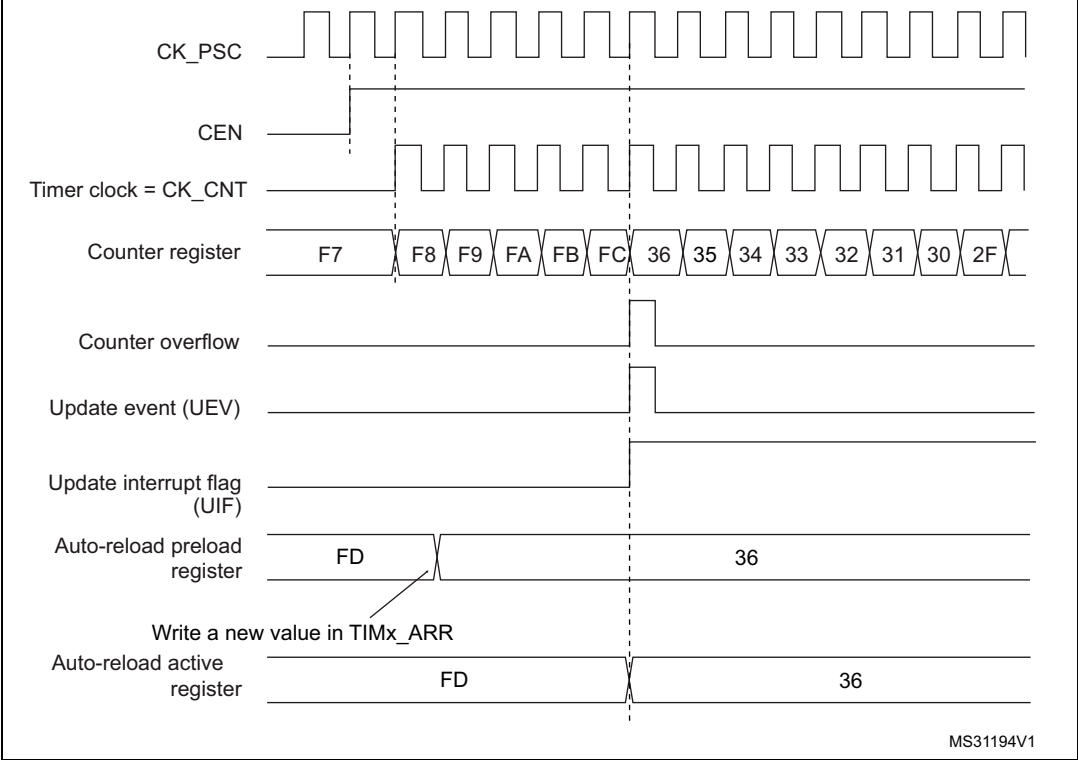 CK_PSC
CEN
Timer clock = CK_CNT
Counter register
F7 F8 F9 FA FB FC 36 35 34 33 32 31 30 2F
Counter overflow
Update event (UEV)
Update interrupt flag
(UIF)
Auto-reload preload
register
FD 36
Write a new value in TIMx_ARR
Auto-reload active
register
FD 36
MS31194V1